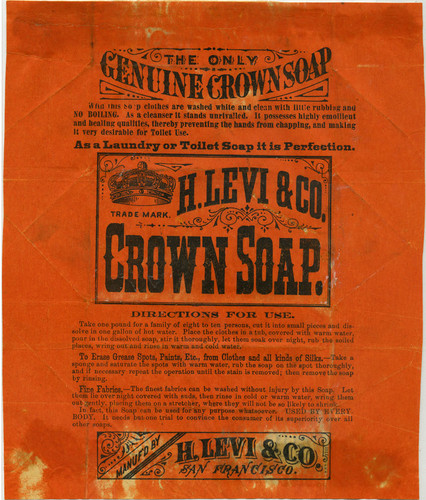 THE ONLY
GENUINE CROWN SOAP
With this Soap clothes are washed white and clean with little rubbing and
NO BOILING. As a cleanser it stands unrivalled. It possesses highly emollient
and healing qualities, thereby preventing the hands from chapping, and making
it very desirable for Toilet Use.
As a Laundry or Toilet Soap it is Perfection.
TRADE MARK.
H. LEVI & CO.
CROWN SOAP.
DIRECTIONS FOR USE.
Take one pound for a family of eight to ten persons, cut it into small pieces and dis-
solve in one gallon of hot water. Place the clothes in a tub, covered with warm water,
pour in the dissolved soap, stir it thoroughly, let them soak over night, rub the soiled
places, wring out and rinse in warm and cold water.
To Erase Grease Spots, Paints, Etc., from Clothes and all kinds of Silks.—Take a
sponge and saturate the spots with warm water, rub the soap on the spot thoroughly,
and if necessary repeat the operation until the stain is removed; then remove the soap
by rinsing.
Fine Fabrics.—The finest fabrics can be washed without injury by this Soap. Let
them lie over night covered with suds, then rinse in cold or warm water, wring them
out gently, placing them on a stretcher, where they will not be so likely to shrink.
In fact, this Soap can be used for any purpose whatsoever. USED BY EVERY-
BODY. It needs but one trial to convince the consumer of its superiority over all
other soaps.
MANUF'D BY
H. LEVI & CO
SAN FRANCISCO.